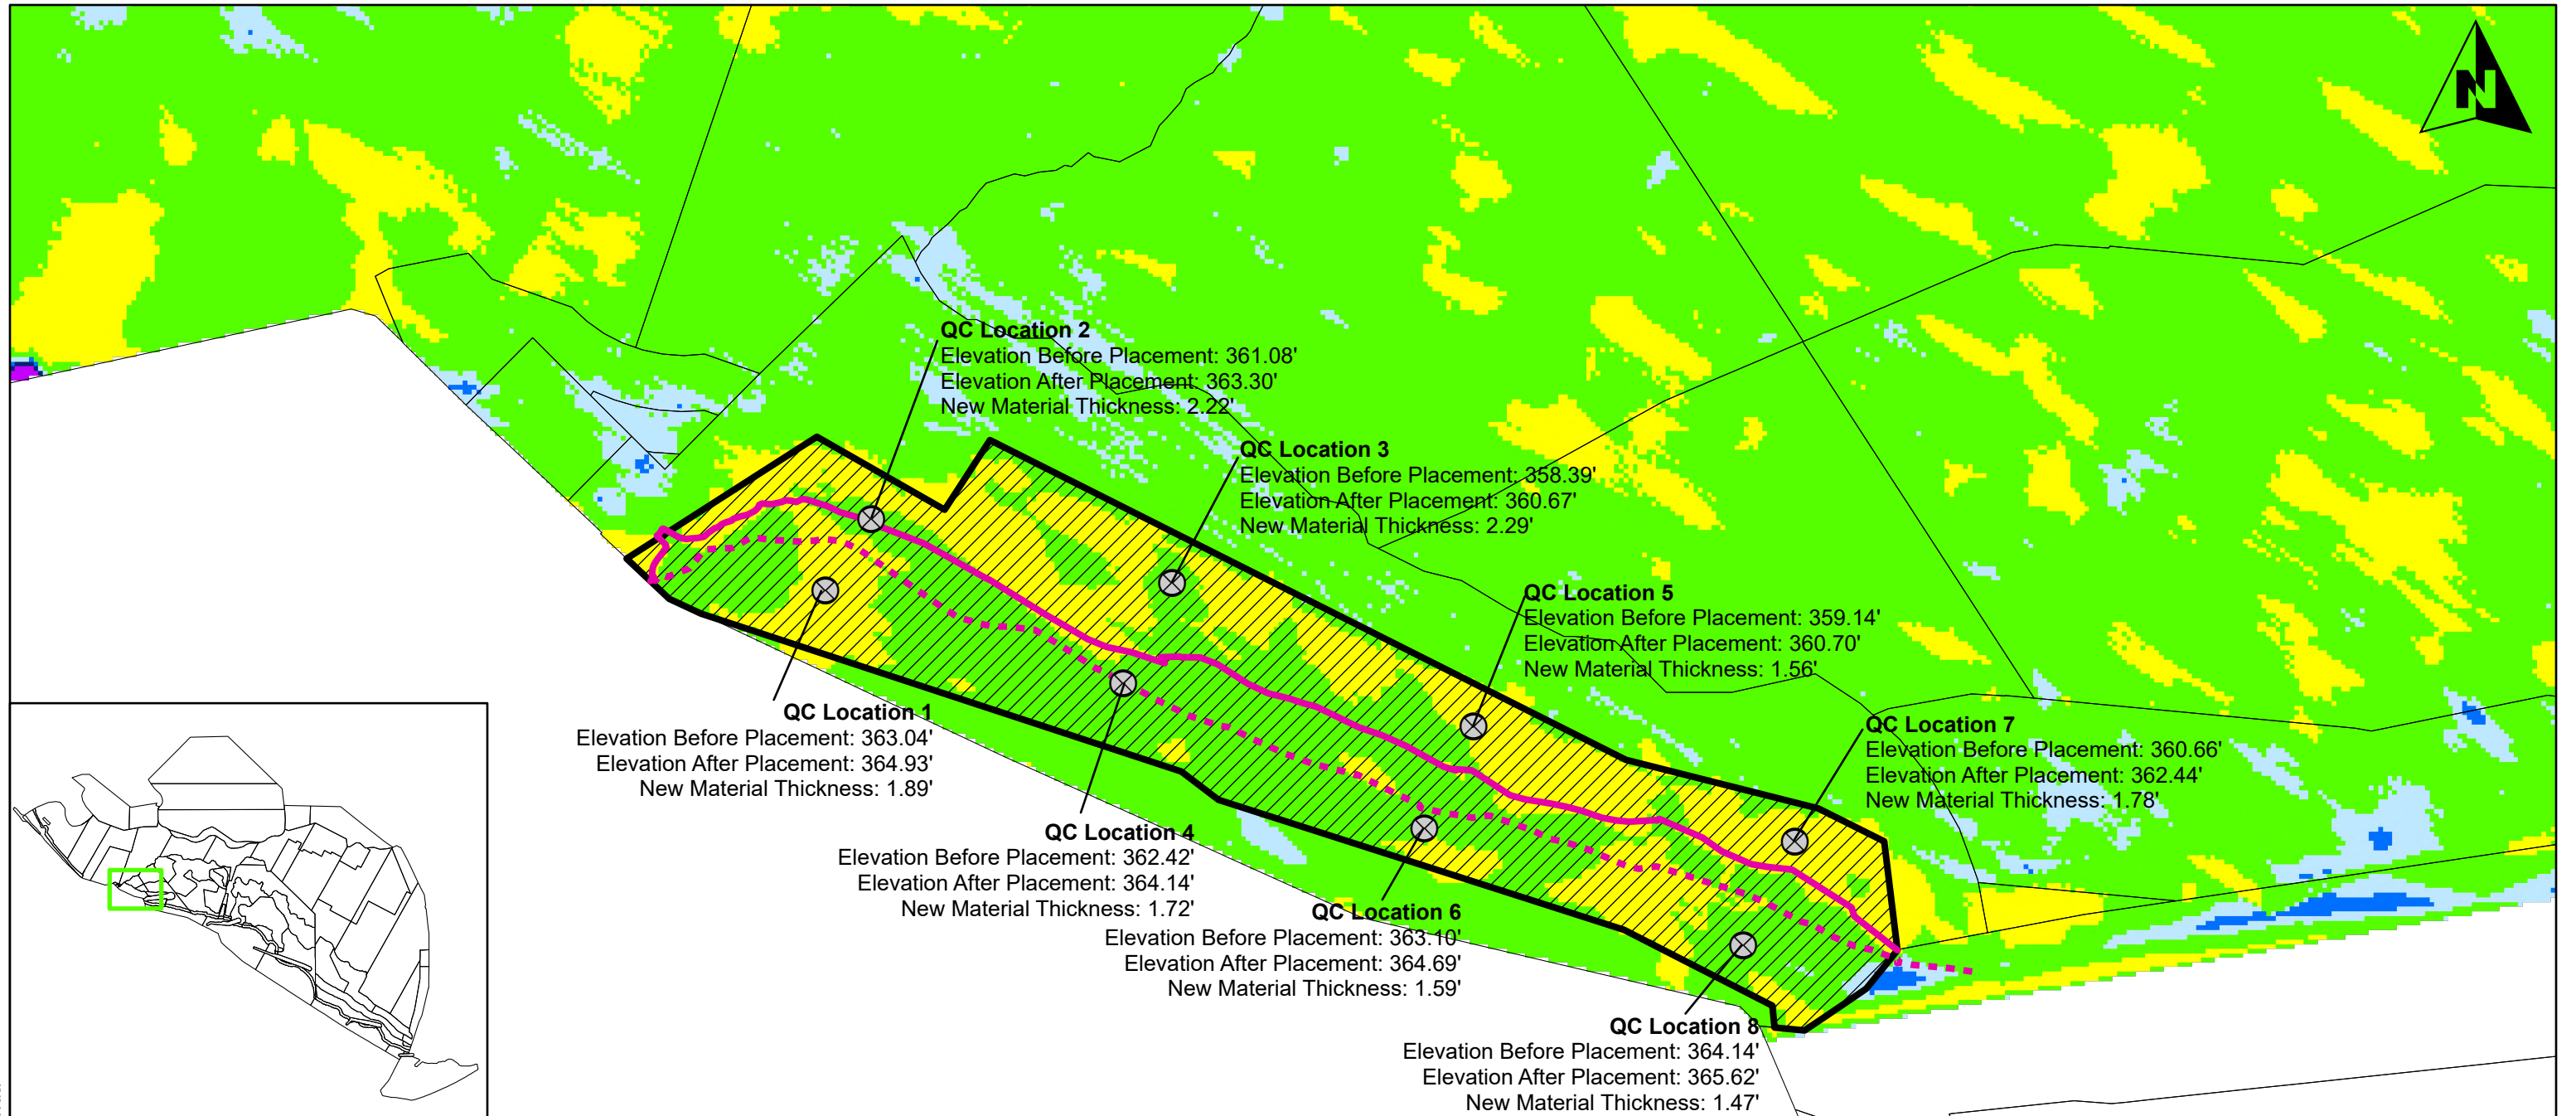 N
QC Location 2
Elevation Before Placement: 361.08'
Elevation After Placement: 363.30'
New Material Thickness: 2.22'
QC Location 3
Elevation Before Placement: 358.39'
Elevation After Placement: 360.67'
New Material Thickness: 2.29'
QC Location 5
Elevation Before Placement: 359.14'
Elevation After Placement: 360.70'
New Material Thickness: 1.56'
QC Location 1
Elevation Before Placement: 363.04'
Elevation After Placement: 364.93'
New Material Thickness: 1.89'
QC Location 7
Elevation Before Placement: 360.66'
Elevation After Placement: 362.44'
New Material Thickness: 1.78'
QC Location 4
Elevation Before Placement: 362.42'
Elevation After Placement: 364.14'
New Material Thickness: 1.72'
QC Location 6
Elevation Before Placement: 363.10'
Elevation After Placement: 364.69'
New Material Thickness: 1.59'
QC Location 8
Elevation Before Placement: 364.14'
Elevation After Placement: 365.62'
New Material Thickness: 1.47'